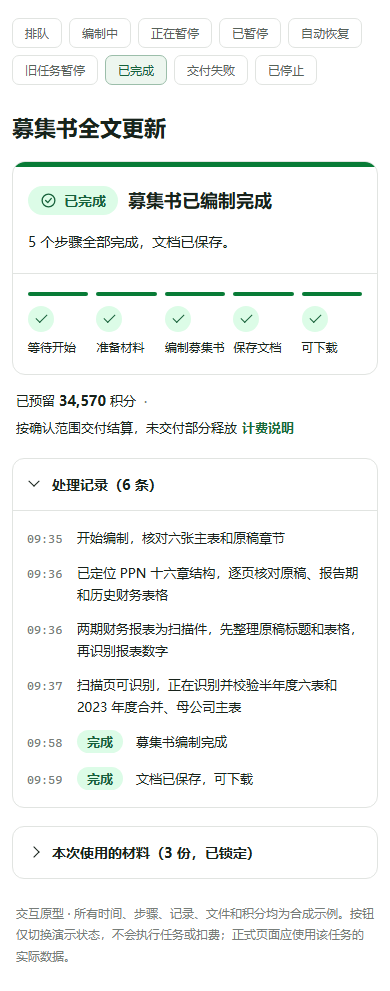 排队 编制中 正在暂停 已暂停 自动恢复
旧任务暂停 已完成 交付失败 已停止
募集书全文更新
已完成 募集书已编制完成
5 个步骤全部完成，文档已保存。
等待开始 准备材料 编制募集书 保存文档 可下载
已预留 34,570 积分 ·
按确认范围交付结算，未交付部分释放 计费说明
处理记录（6 条）
09:35 开始编制，核对六张主表和原稿章节
09:36 已定位 PPN 十六章结构，逐页核对原稿、报告期
和历史财务表格
09:36 两期财务报表为扫描件，先整理原稿标题和表格，
再识别报表数字
09:37 扫描页可识别，正在识别并校验半年度六表和
2023 年度合并、母公司主表
09:58 完成 募集书编制完成
09:59 完成 文档已保存，可下载
本次使用的材料（3 份，已锁定）
交互原型 · 所有时间、步骤、记录、文件和积分均为合成示例。按钮
仅切换演示状态，不会执行任务或扣费；正式页面应使用该任务的
实际数据。